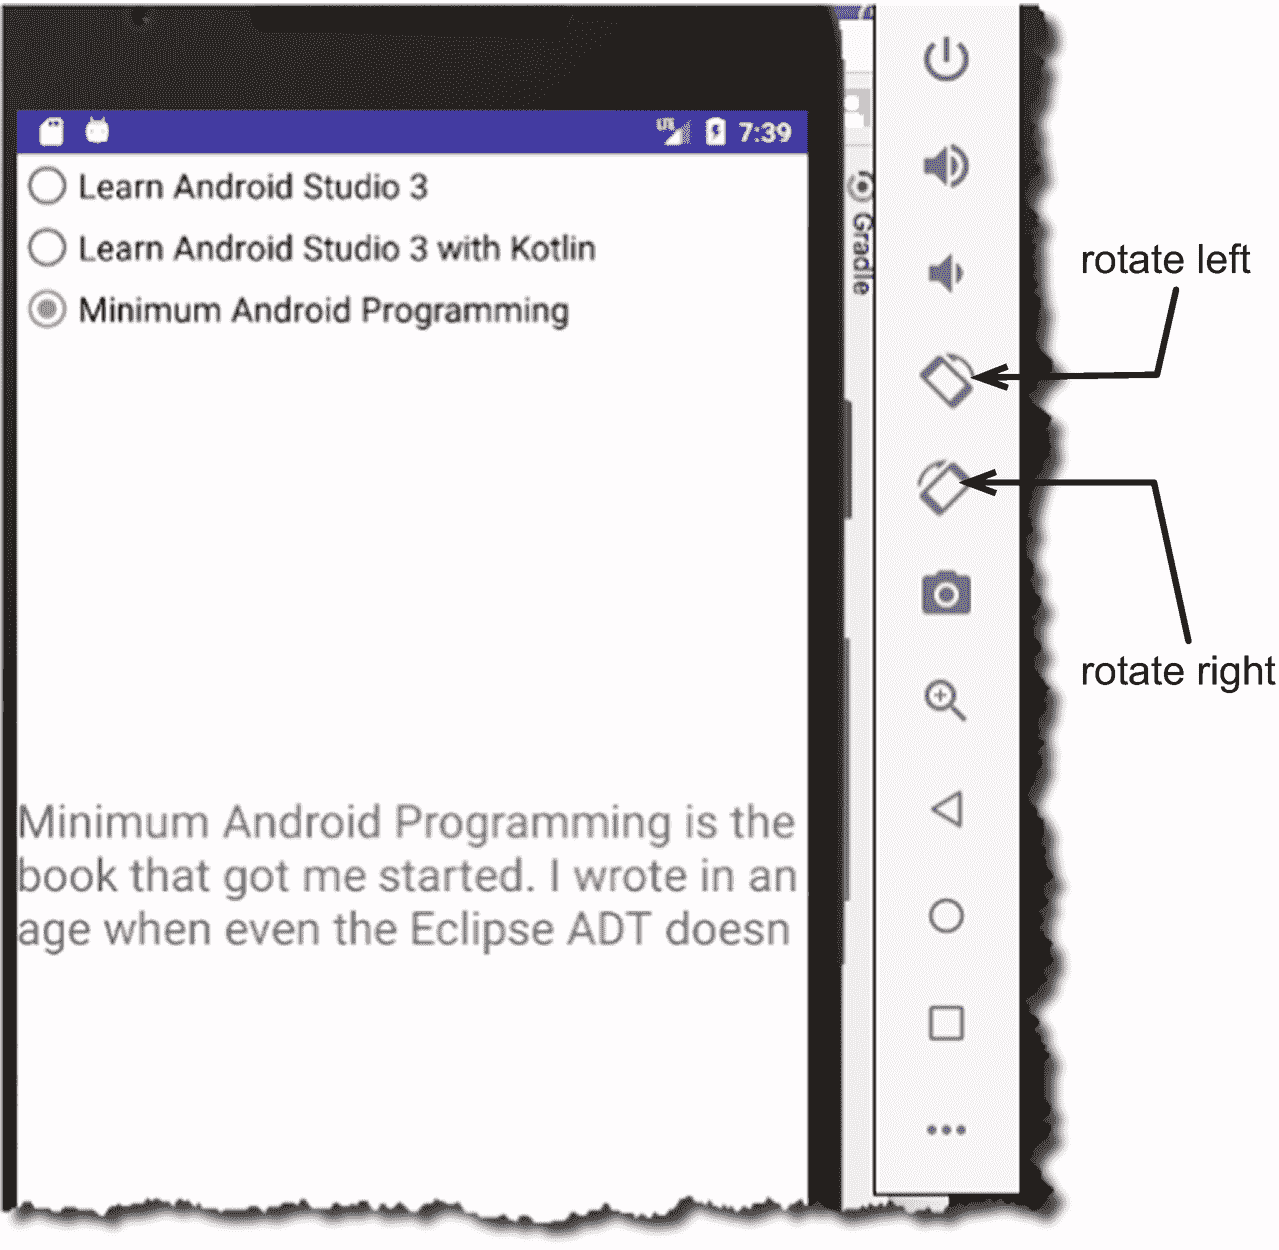 LTE 7:39
Learn Android Studio 3
Learn Android Studio 3 with Kotlin
Minimum Android Programming
Gradle
rotate left
rotate right
Minimum Android Programming is the
book that got me started. I wrote in an
age when even the Eclipse ADT doesn